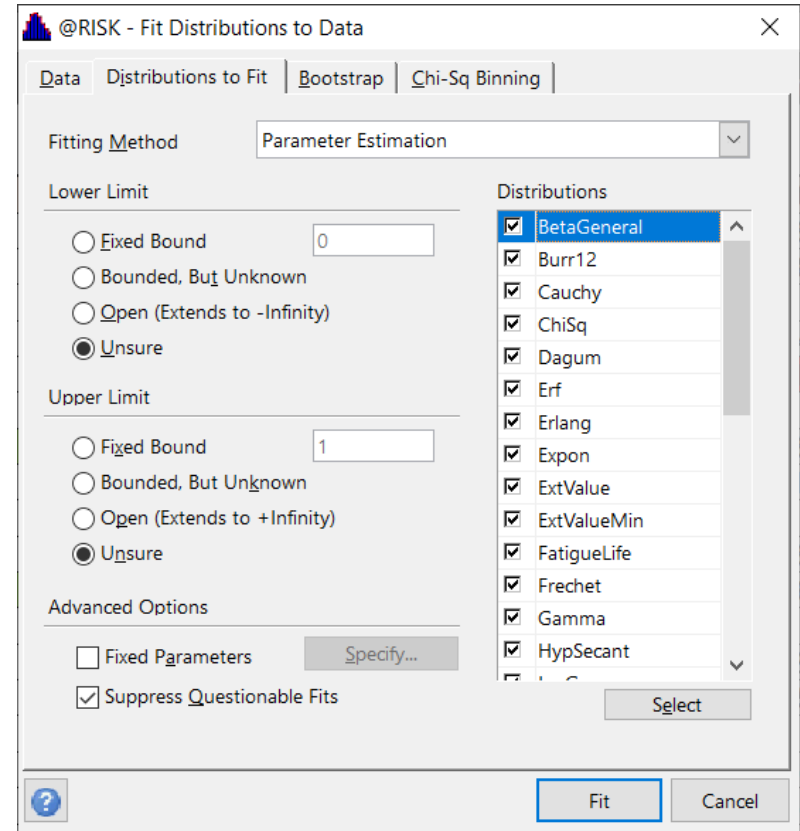 @RISK - Fit Distributions to Data
Data Distributions to Fit Bootstrap Chi-Sq Binning
Fitting Method Parameter Estimation
Lower Limit
Fixed Bound 0
Bounded, But Unknown
Open (Extends to -Infinity)
Unsure
Upper Limit
Fixed Bound 1
Bounded, But Unknown
Open (Extends to +Infinity)
Unsure
Advanced Options
Fixed Parameters Specify...
Suppress Questionable Fits
Distributions
BetaGeneral
Burr12
Cauchy
ChiSq
Dagum
Erf
Erlang
Expon
ExtValue
ExtValueMin
FatigueLife
Frechet
Gamma
HypSecant
Select
Fit Cancel